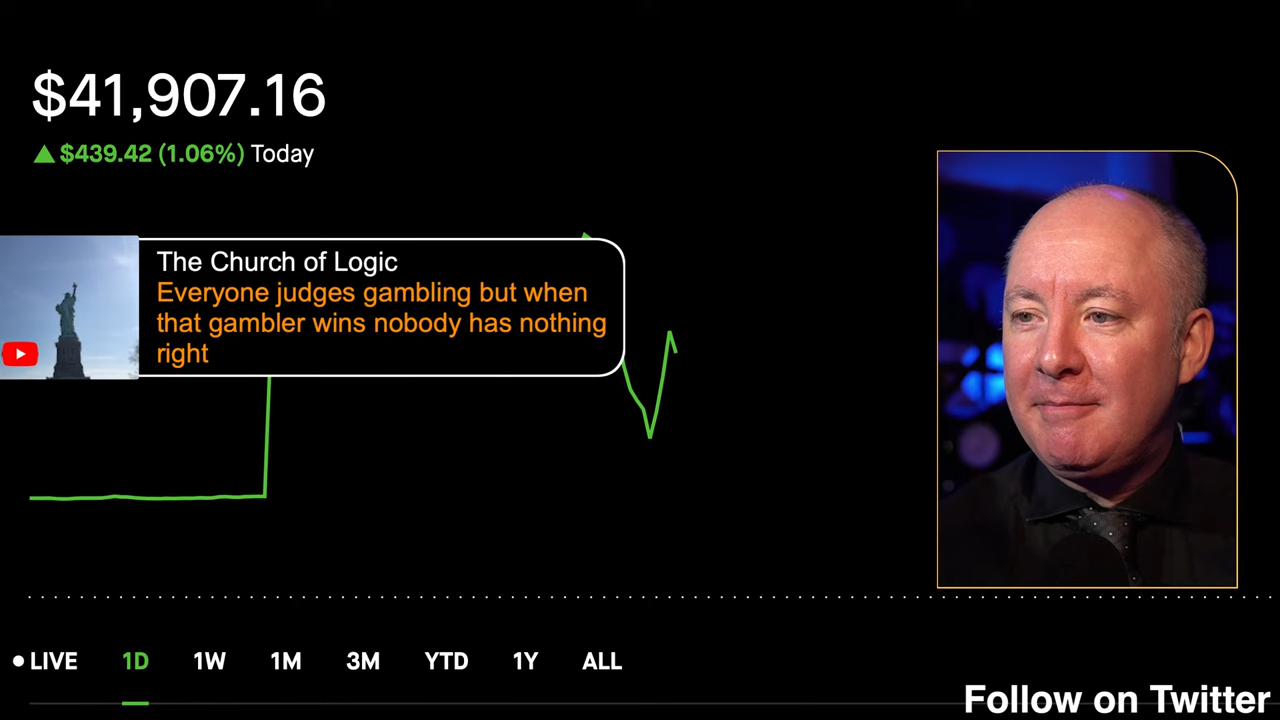 $41,907.16
$439.42 (1.06%) Today
The Church of Logic
Everyone judges gambling but when
that gambler wins nobody has nothing
right
LIVE 1D 1W 1M 3M YTD 1Y ALL
Follow on Twitter